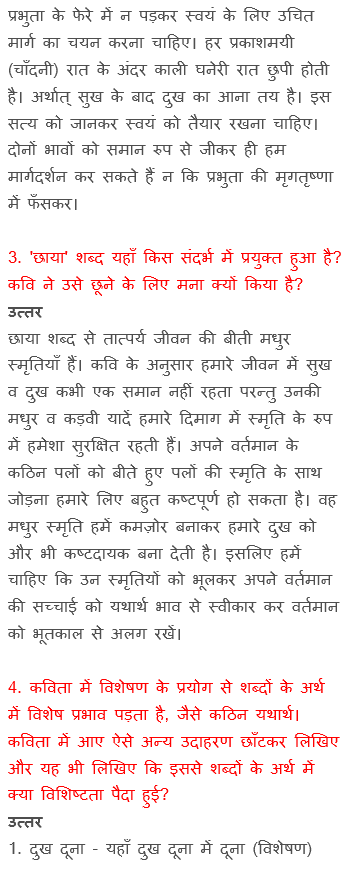 प्रभुता के फेरे में न पड़कर स्वयं के लिए उचित
मार्ग का चयन करना चाहिए। हर प्रकाशमयी
(चाँदनी) रात के अंदर काली घनेरी रात छुपी होती
है। अर्थात् सुख के बाद दुख का आना तय है। इस
सत्य को जानकर स्वयं को तैयार रखना चाहिए।
दोनों भावों को समान रुप से जीकर ही हम
मार्गदर्शन कर सकते हैं न कि प्रभुता की मृगतृष्णा
में फँसकर।
3. 'छाया' शब्द यहाँ किस संदर्भ में प्रयुक्त हुआ है?
कवि ने उसे छूने के लिए मना क्यों किया है?
उत्तर
छाया शब्द से तात्पर्य जीवन की बीती मधुर
स्मृतियाँ हैं। कवि के अनुसार हमारे जीवन में सुख
व दुख कभी एक समान नहीं रहता परन्तु उनकी
मधुर व कड़वी यादें हमारे दिमाग में स्मृति के रुप
में हमेशा सुरक्षित रहती हैं। अपने वर्तमान के
कठिन पलों को बीते हुए पलों की स्मृति के साथ
जोड़ना हमारे लिए बहुत कष्टपूर्ण हो सकता है। वह
मधुर स्मृति हमें कमज़ोर बनाकर हमारे दुख को
और भी कष्टदायक बना देती है। इसलिए हमें
चाहिए कि उन स्मृतियों को भूलकर अपने वर्तमान
की सच्चाई को यथार्थ भाव से स्वीकार कर वर्तमान
को भूतकाल से अलग रखें।
4. कविता में विशेषण के प्रयोग से शब्दों के अर्थ
में विशेष प्रभाव पड़ता है, जैसे कठिन यथार्थ।
कविता में आए ऐसे अन्य उदाहरण छाँटकर लिखिए
और यह भी लिखिए कि इससे शब्दों के अर्थ में
क्या विशिष्टता पैदा हुई?
उत्तर
1. दुख दूना - यहाँ दुख दूना में दूना (विशेषण)